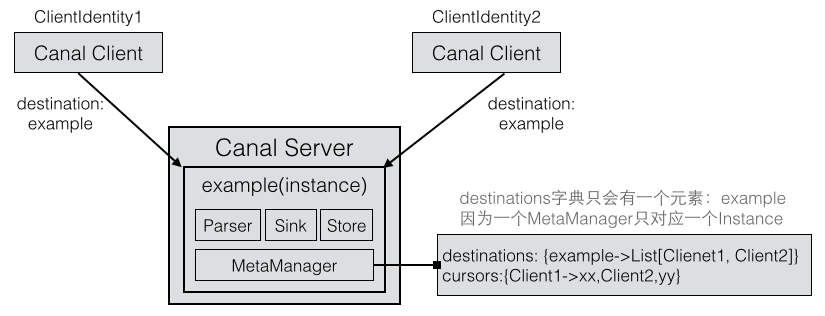 ClientIdentity1
ClientIdentity2
Canal Client
Canal Client
destination:
example
destination:
example
Canal Server
example(instance)
Parser
Sink
Store
MetaManager
destinations字典只会有一个元素：example
因为一个MetaManager只对应一个Instance
destinations: {example->List[Clienet1, Client2]}
cursors:{Client1->xx,Client2,yy}